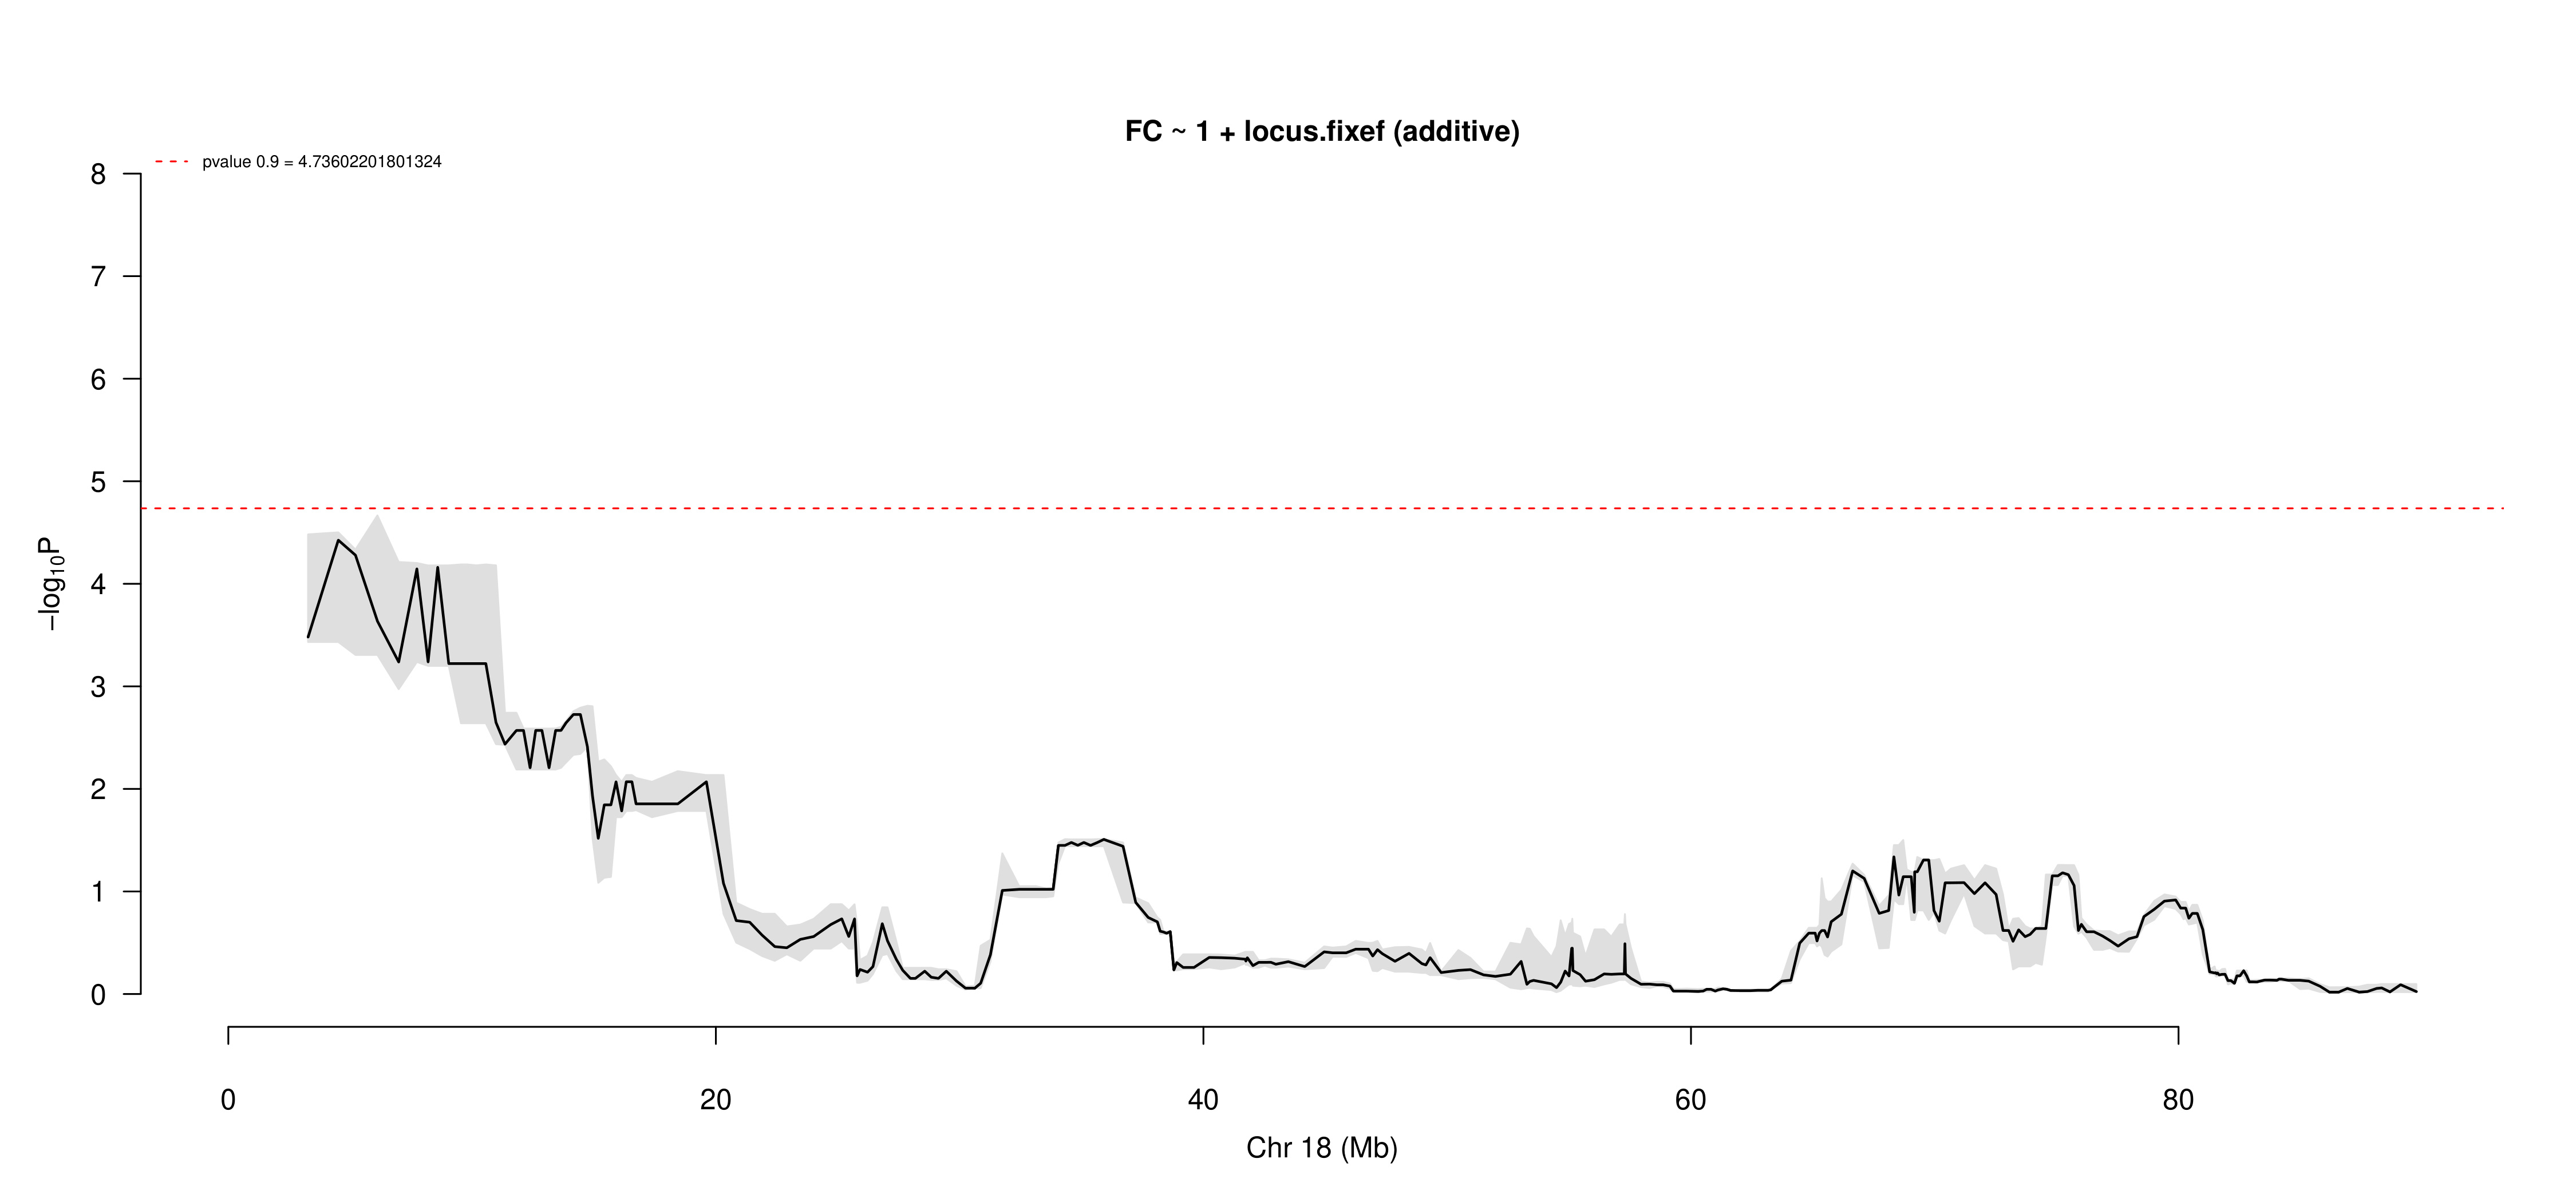 FC ~ 1 + locus.fixef (additive)
pvalue 0.9 = 4.73602201801324
8
7
6
5
4
3
2
1
0
−log10P
0 20 40 60 80
Chr 18 (Mb)